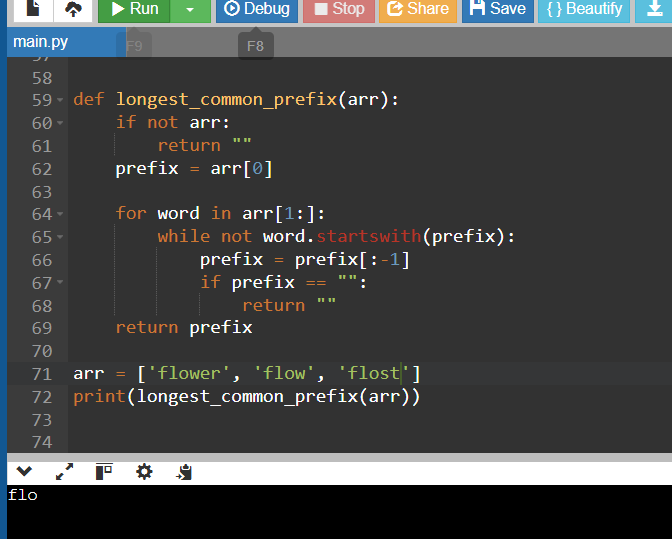 Run Debug Stop Share Save { } Beautify
main.py F9 F8
57
58
59 def longest_common_prefix(arr):
60     if not arr:
61         return ""
62     prefix = arr[0]
63
64     for word in arr[1:]:
65         while not word.startswith(prefix):
66             prefix = prefix[:-1]
67             if prefix == "":
68                 return ""
69     return prefix
70
71 arr = ['flower', 'flow', 'flost']
72 print(longest_common_prefix(arr))
73
74
flo